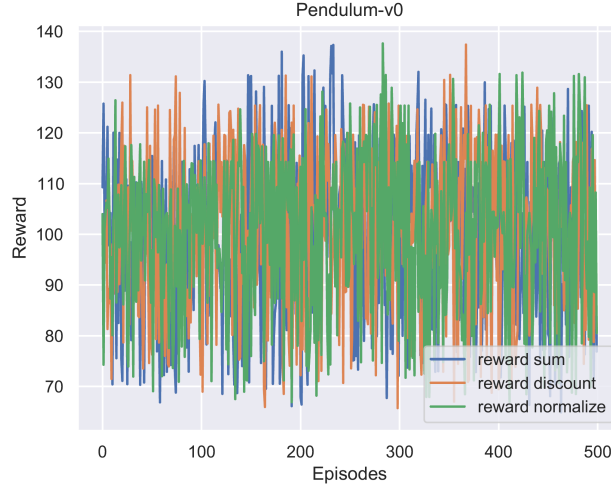 Pendulum-v0
140
130
120
110
100
90
80
70
Reward
reward sum
reward discount
reward normalize
0 100 200 300 400 500
Episodes